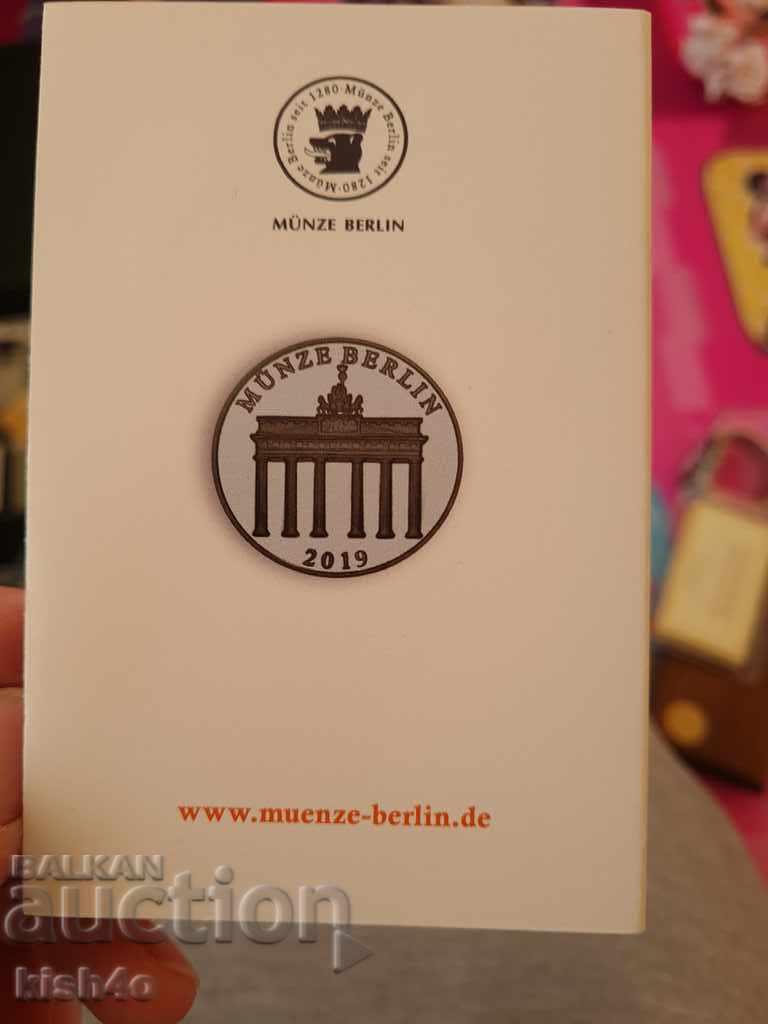 Münze Berlin seit 1280 · Münze Berlin seit 1280 ·
MÜNZE BERLIN
MÜNZE BERLIN
2019
www.muenze-berlin.de
BALKAN
auction
kish4o